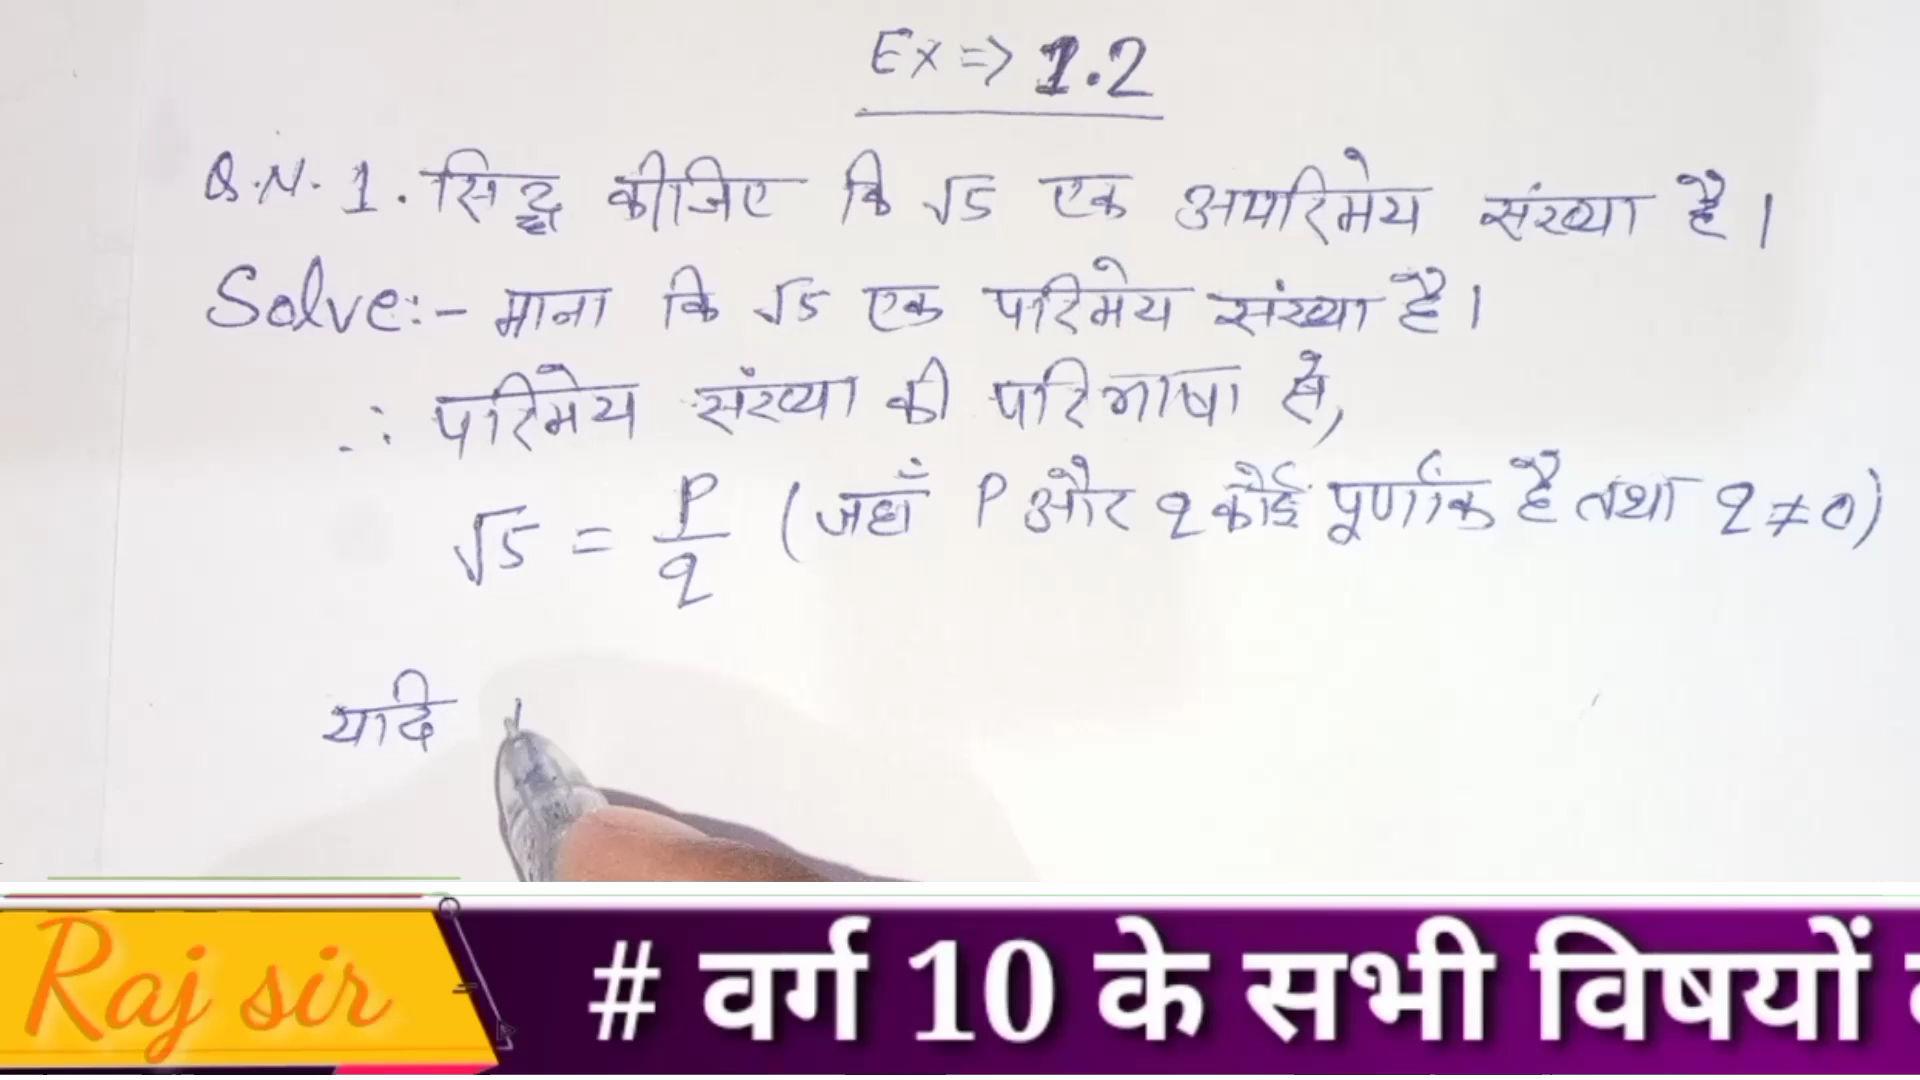 Ex => 1.2
Q.N. 1. सिद्ध कीजिए कि √5 एक अपरिमेय संख्या है।
Solve:- माना कि √5 एक परिमेय संख्या है।
∴ परिमेय संख्या की परिभाषा से,
√5 = P/q (जहाँ P और q कोई पूर्णांक है तथा q ≠ 0)
यदि
Raj sir
# वर्ग 10 के सभी विषयों